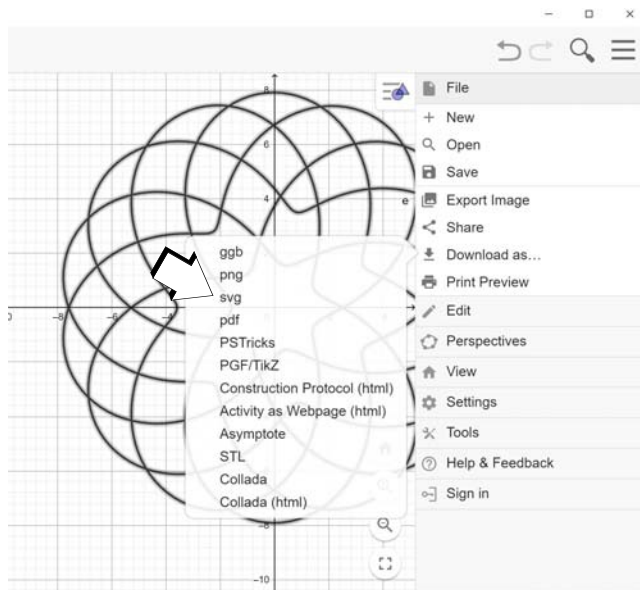 File
New
Open
Save
Export Image
Share
Download as…
Print Preview
Edit
Perspectives
View
Settings
Tools
Help & Feedback
Sign in
ggb
png
svg
pdf
PSTricks
PGF/TikZ
Construction Protocol (html)
Activity as Webpage (html)
Asymptote
STL
Collada
Collada (html)
8
6
4
e
-8
-6
-4
-8
-10